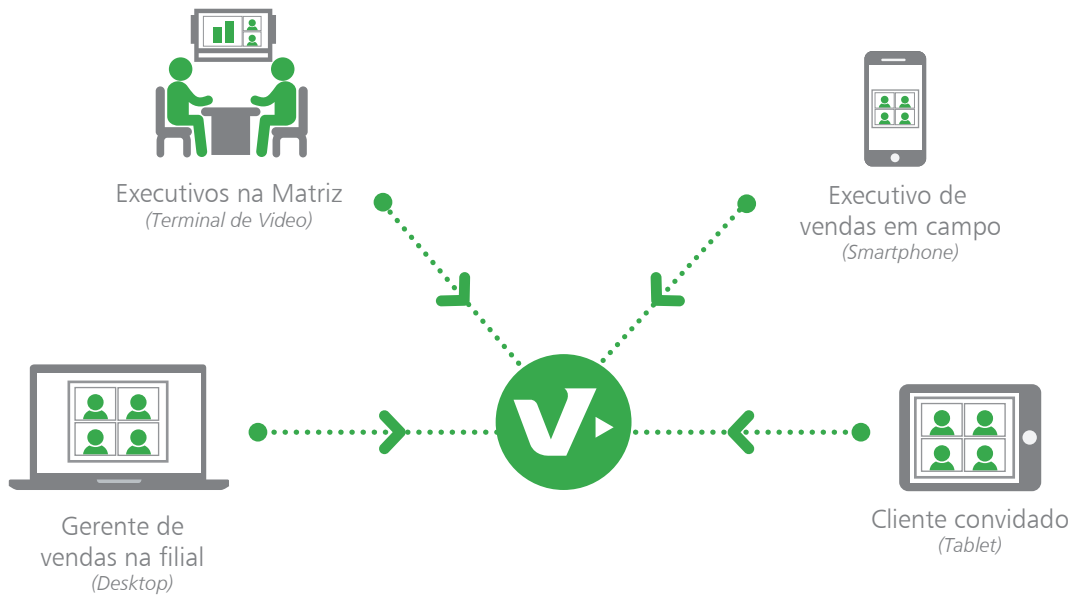 Executivos na Matriz
(Terminal de Vídeo)
Executivo de
vendas em campo
(Smartphone)
Gerente de
vendas na filial
(Desktop)
Cliente convidado
(Tablet)